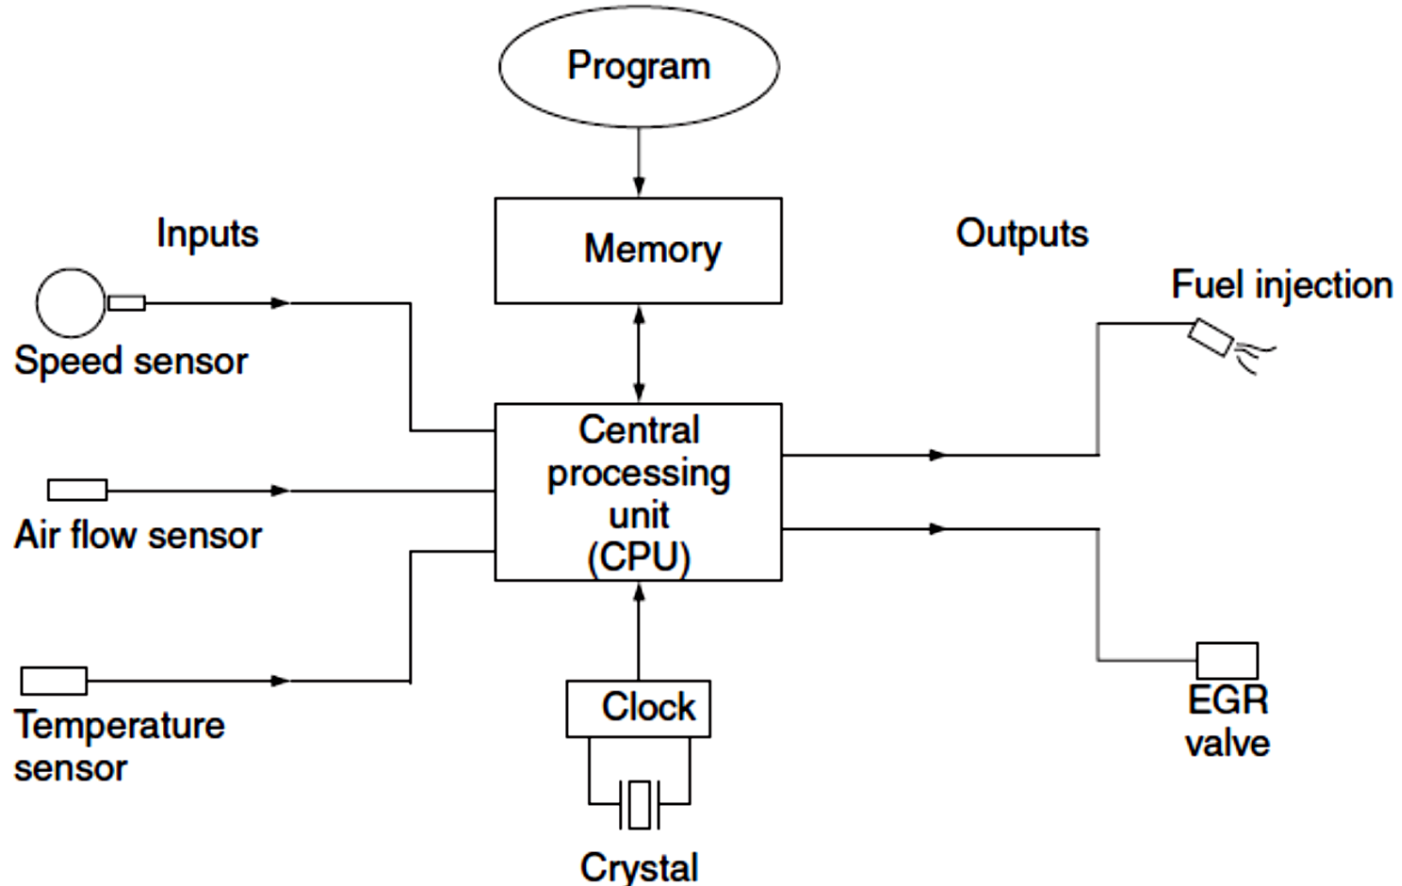 Program
Inputs
Memory
Outputs
Fuel injection
Speed sensor
Central
processing
unit
(CPU)
Air flow sensor
Temperature
sensor
Clock
EGR
valve
Crystal